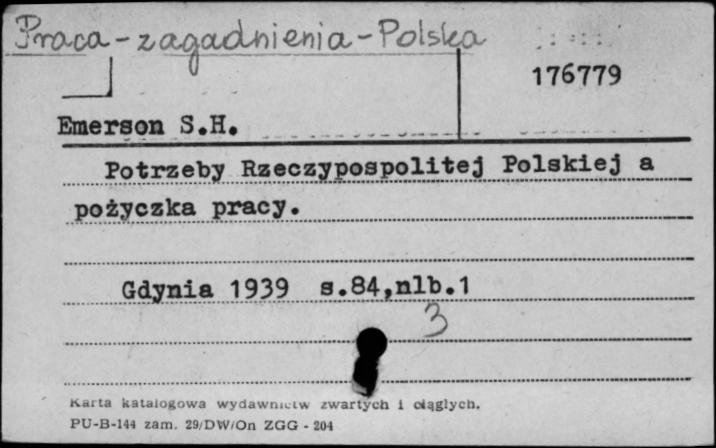 Praca-zagadnienia-Polska
176779
Emerson S.H.
Potrzeby Rzeczypospolitej Polskiej a
pożyczka pracy.
Gdynia 1939 s.84,nlb.1
3
Karta katalogowa wydawnictw zwartych i ciągłych.
PU-B-144 zam. 29/DW/On ZGG - 204